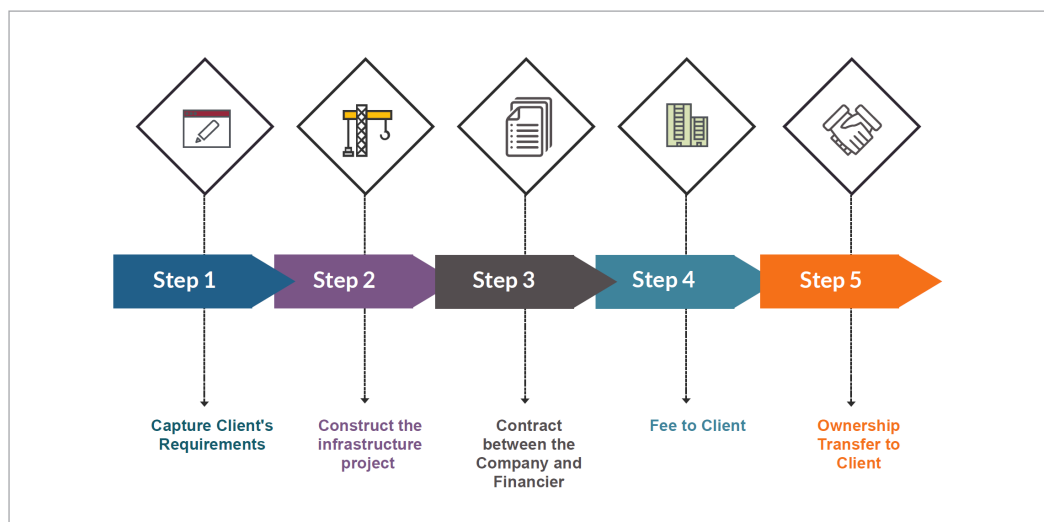 Step 1
Step 2
Step 3
Step 4
Step 5
Capture Client's
Requirements
Construct the
infrastructure
project
Contract
between the
Company and
Financier
Fee to Client
Ownership
Transfer to
Client